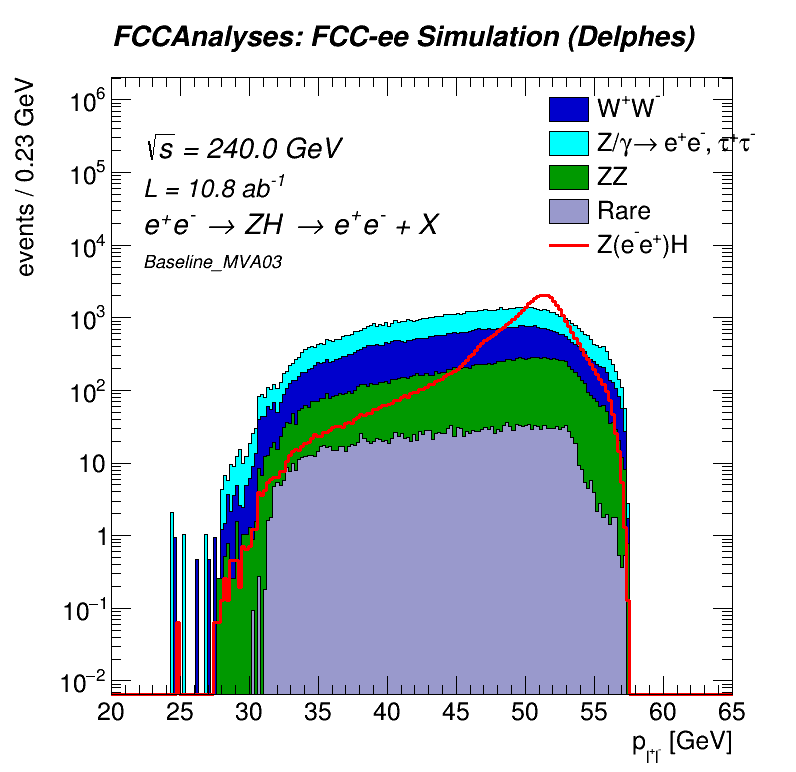 FCCAnalyses: FCC-ee Simulation (Delphes)
events / 0.23 GeV
10⁶
10⁵
10⁴
10³
10²
10
1
10⁻¹
10⁻²
√s = 240.0 GeV
L = 10.8 ab⁻¹
e⁺e⁻ → ZH → e⁺e⁻ + X
Baseline_MVA03
W⁺W⁻
Z/γ→ e⁺e⁻, τ⁺τ⁻
ZZ
Rare
Z(e⁻e⁺)H
20 25 30 35 40 45 50 55 60 65
p_l⁺l⁻ [GeV]